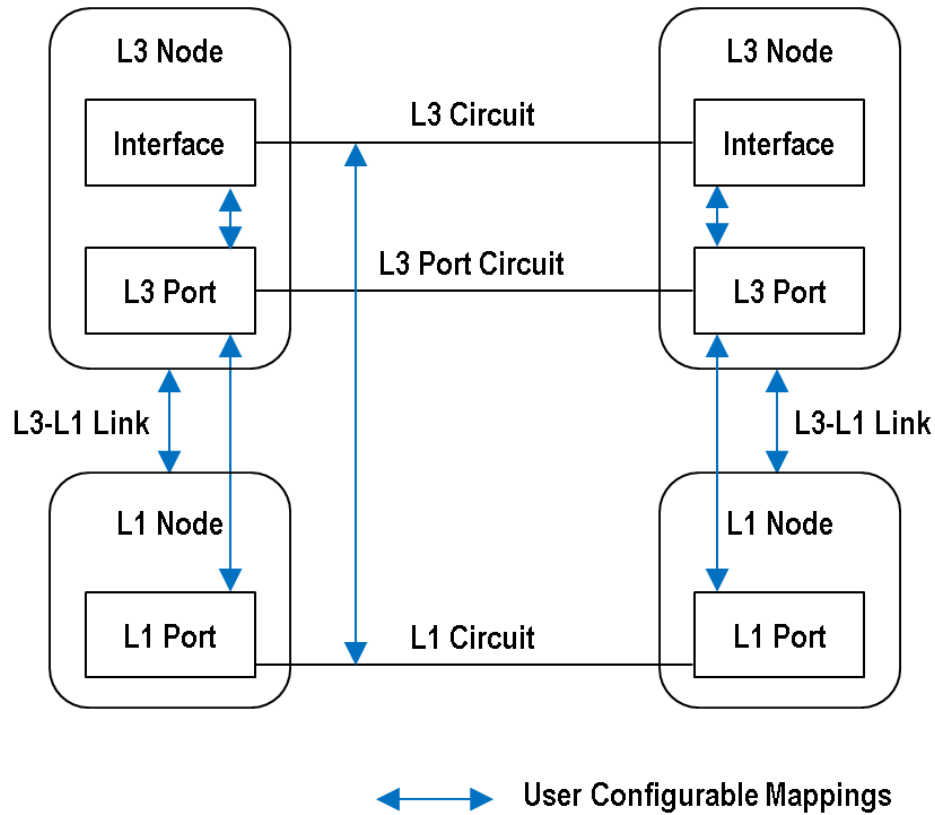 L3 Node
L3 Node
L3 Circuit
Interface
Interface
L3 Port Circuit
L3 Port
L3 Port
L3-L1 Link
L3-L1 Link
L1 Node
L1 Node
L1 Circuit
L1 Port
L1 Port
User Configurable Mappings